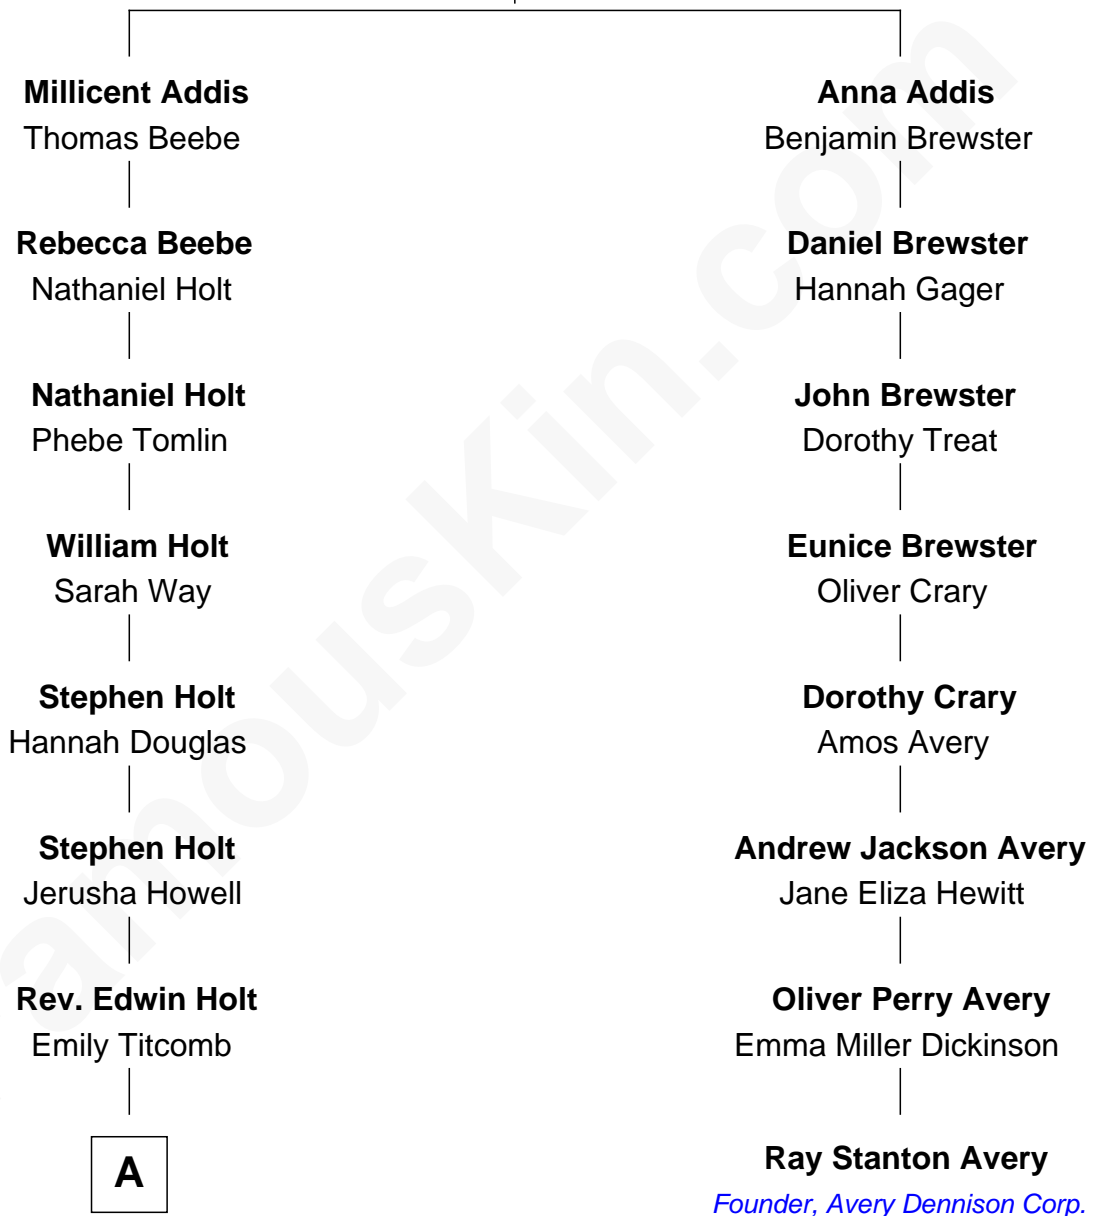 Millicent Addis
Thomas Beebe
Rebecca Beebe
Nathaniel Holt
Nathaniel Holt
Phebe Tomlin
William Holt
Sarah Way
Stephen Holt
Hannah Douglas
Stephen Holt
Jerusha Howell
Rev. Edwin Holt
Emily Titcomb
A
Anna Addis
Benjamin Brewster
Daniel Brewster
Hannah Gager
John Brewster
Dorothy Treat
Eunice Brewster
Oliver Crary
Dorothy Crary
Amos Avery
Andrew Jackson Avery
Jane Eliza Hewitt
Oliver Perry Avery
Emma Miller Dickinson
Ray Stanton Avery
Founder, Avery Dennison Corp.
amousKin.com